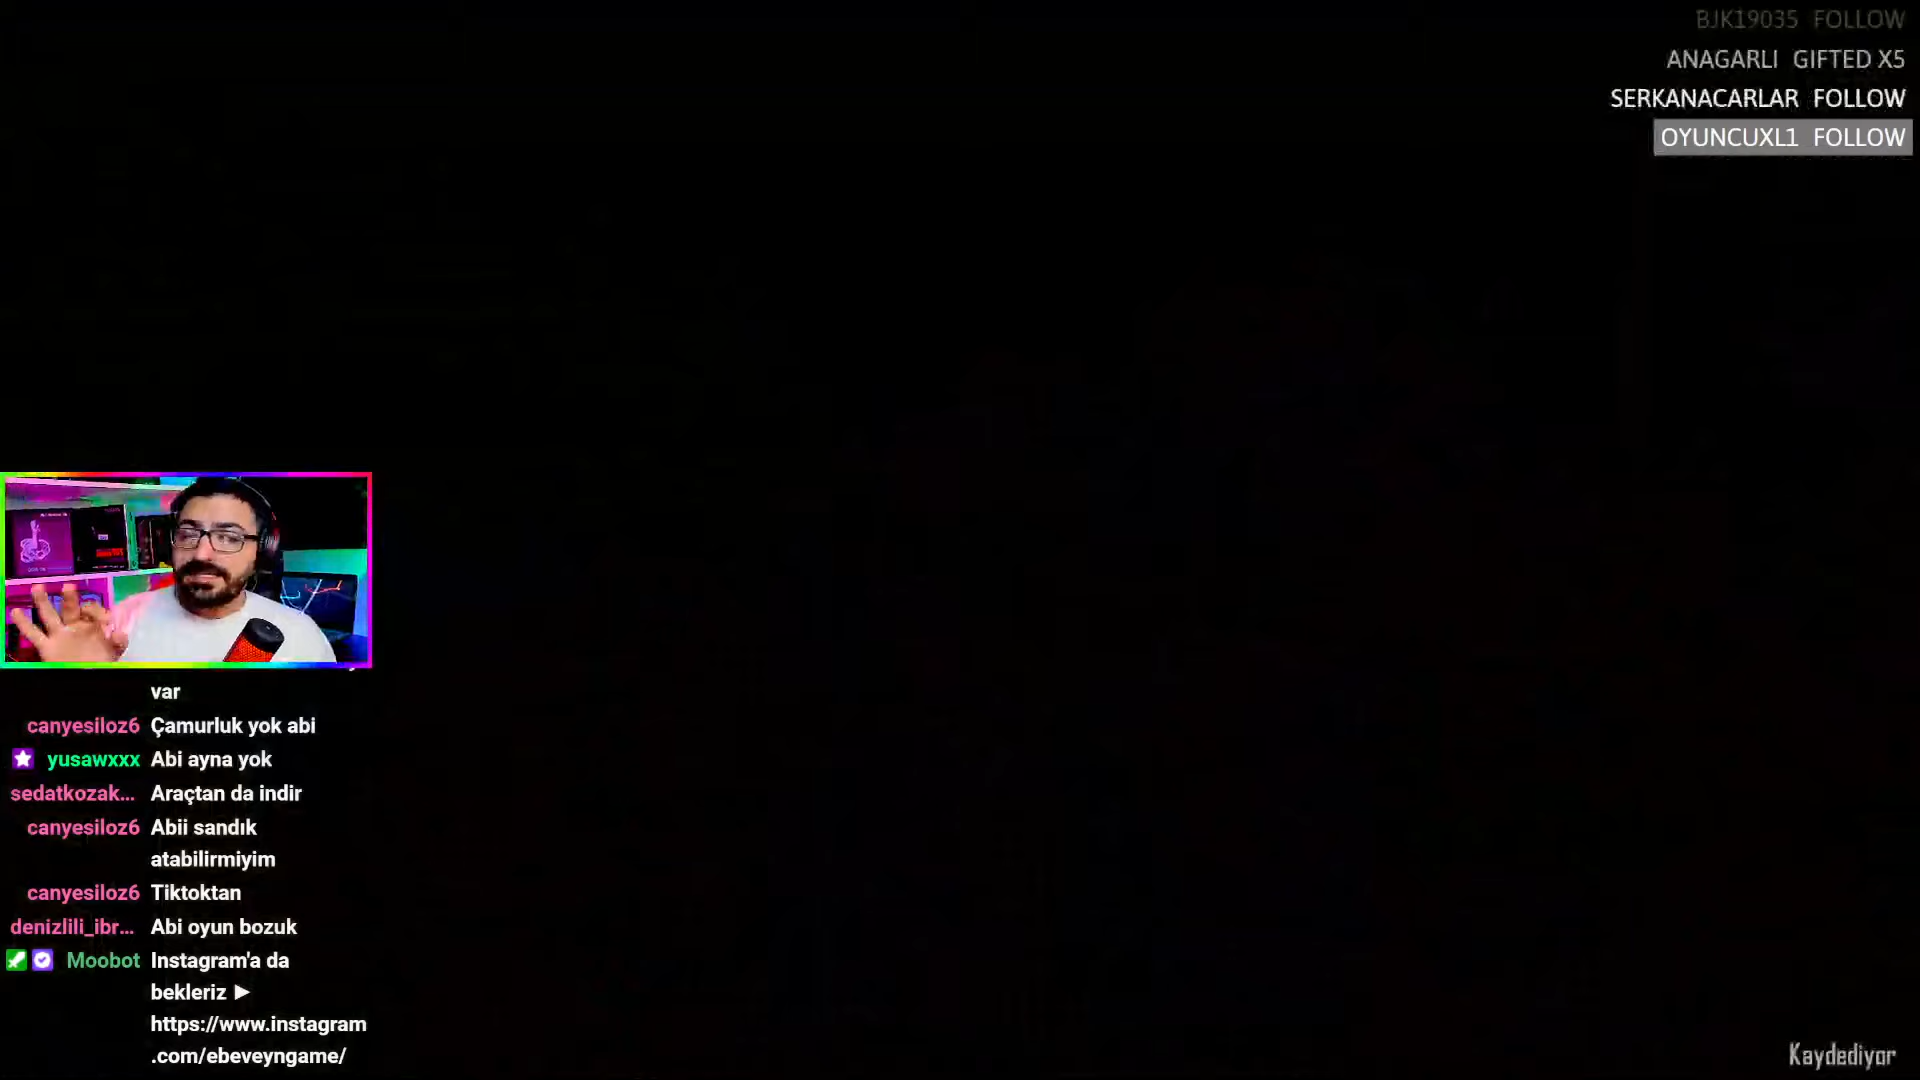 BJK19035 FOLLOW
ANAGARLI GIFTED X5
SERKANACARLAR FOLLOW
OYUNCUXL1 FOLLOW
var
canyesiloz6 Çamurluk yok abi
yusawxxx Abi ayna yok
sedatkozak... Araçtan da indir
canyesiloz6 Abii sandık
atabilirmiyim
canyesiloz6 Tiktoktan
denizlili_ibr... Abi oyun bozuk
Moobot Instagram'a da
bekleriz ►
https://www.instagram
.com/ebeveyngame/
Kaydediyor